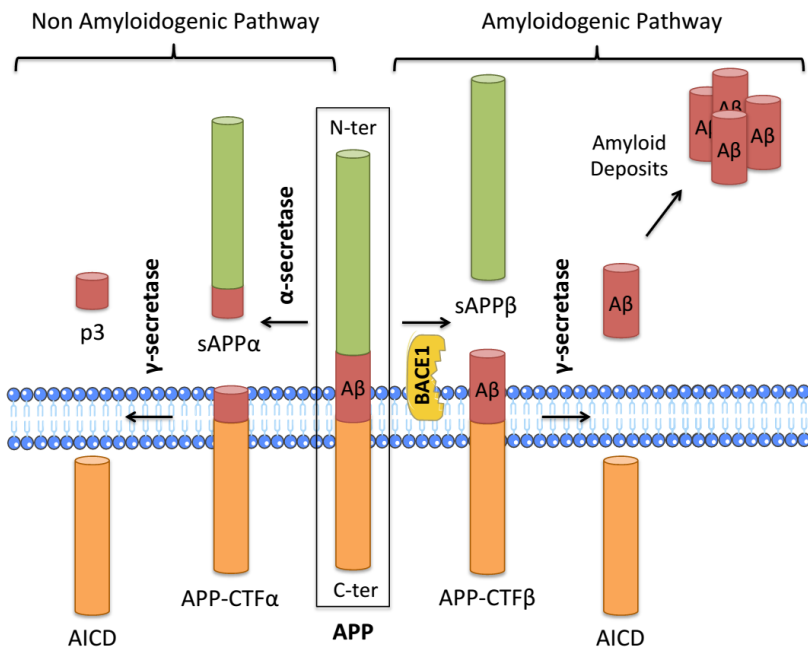 Non Amyloidogenic Pathway
Amyloidogenic Pathway
N-ter
Aβ
Aβ
Aβ
Aβ
Amyloid
Deposits
α-secretase
γ-secretase
γ-secretase
p3
sAPPα
sAPPβ
Aβ
BACE1
Aβ
Aβ
AICD
APP-CTFα
C-ter
APP
APP-CTFβ
AICD